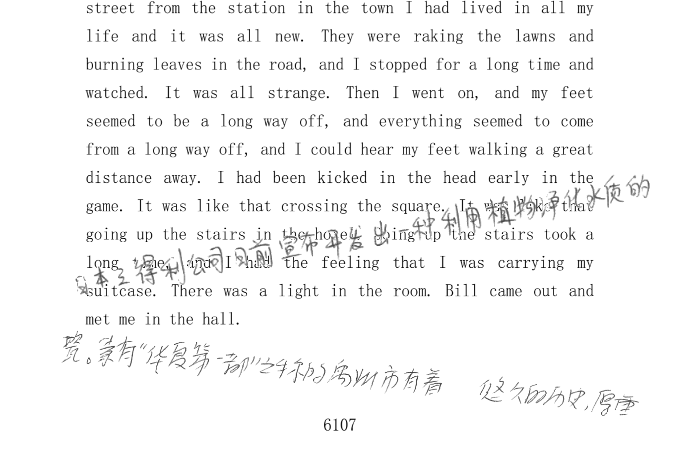 street from the station in the town I had lived in all my
life and it was all new. They were raking the lawns and
burning leaves in the road, and I stopped for a long time and
watched. It was all strange. Then I went on, and my feet
seemed to be a long way off, and everything seemed to come
from a long way off, and I could hear my feet walking a great
distance away. I had been kicked in the head early in the
game. It was like that crossing the square. It was like that
going up the stairs in the hotel. Going up the stairs took a
long time, and I had the feeling that I was carrying my
suitcase. There was a light in the room. Bill came out and
met me in the hall.
日本三得利公司日前宣布开发出一种利用植物净化水质的
瓷。素有“华夏第一都”之称的禹州市有着 悠久的历史,厚重
6107